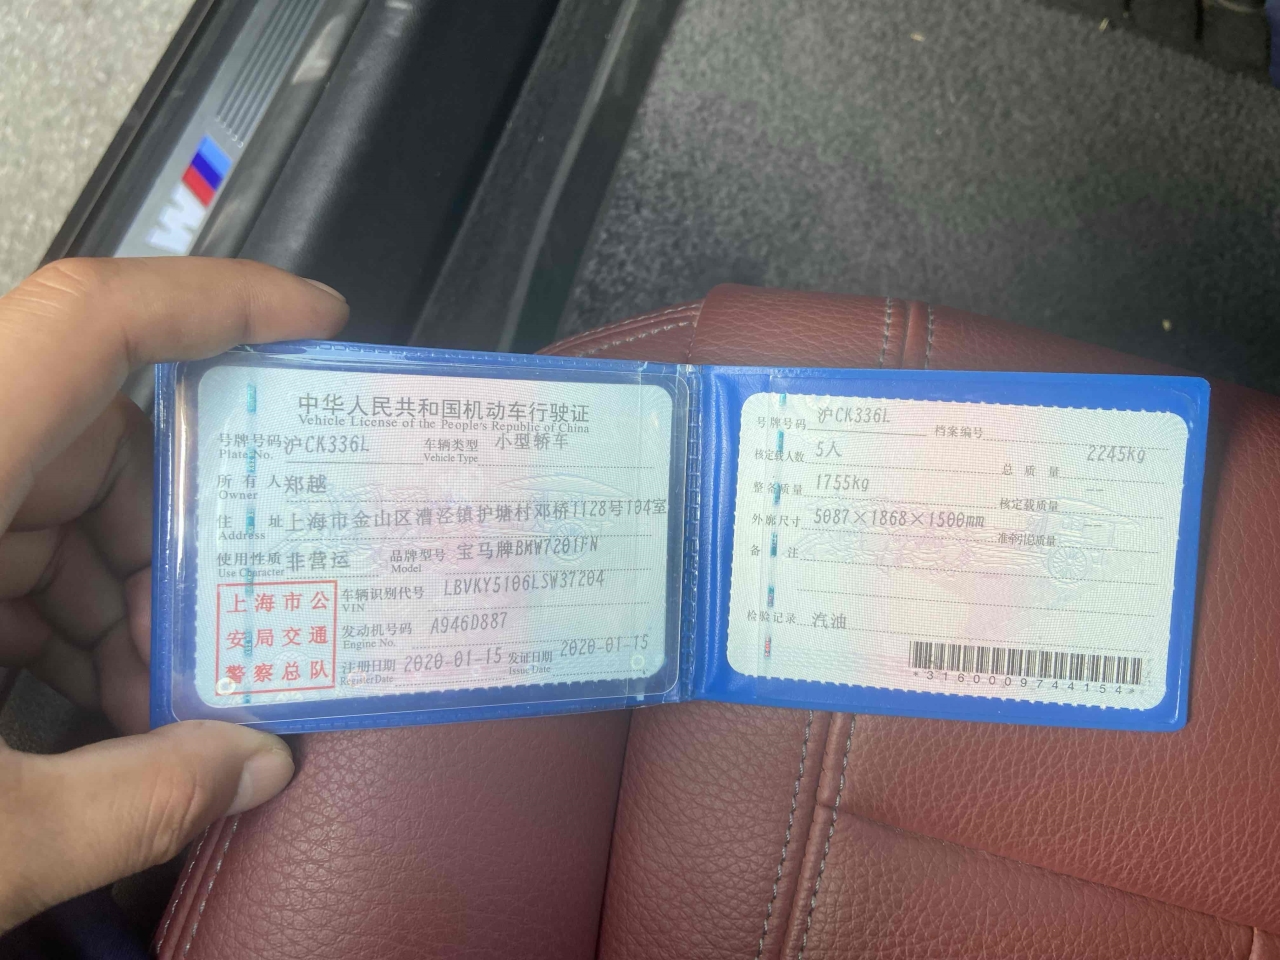 M
中华人民共和国机动车行驶证
Vehicle License of the People's Republic of China
号牌号码 沪CK336L 车辆类型 小型轿车
Plate No. Vehicle Type
所有人 郑越
Owner
住址 上海市金山区漕泾镇护塘村邓桥1128号104室
Address
使用性质 非营运 品牌型号 宝马牌BMW7201FN
Use Character Model
上海市公
安局交通
警察总队
车辆识别代号 LBVKY5106LSW37204
VIN
发动机号码 A946D887
Engine No.
注册日期 2020-01-15 发证日期 2020-01-15
Register Date Issue Date
号牌号码 沪CK336L 档案编号
核定载人数 5人 总质量 2245kg
整备质量 1755kg 核定载质量 --
外廓尺寸 5087×1868×1500mm 准牵引总质量 --
备注
检验记录 汽油
*3160009744154*